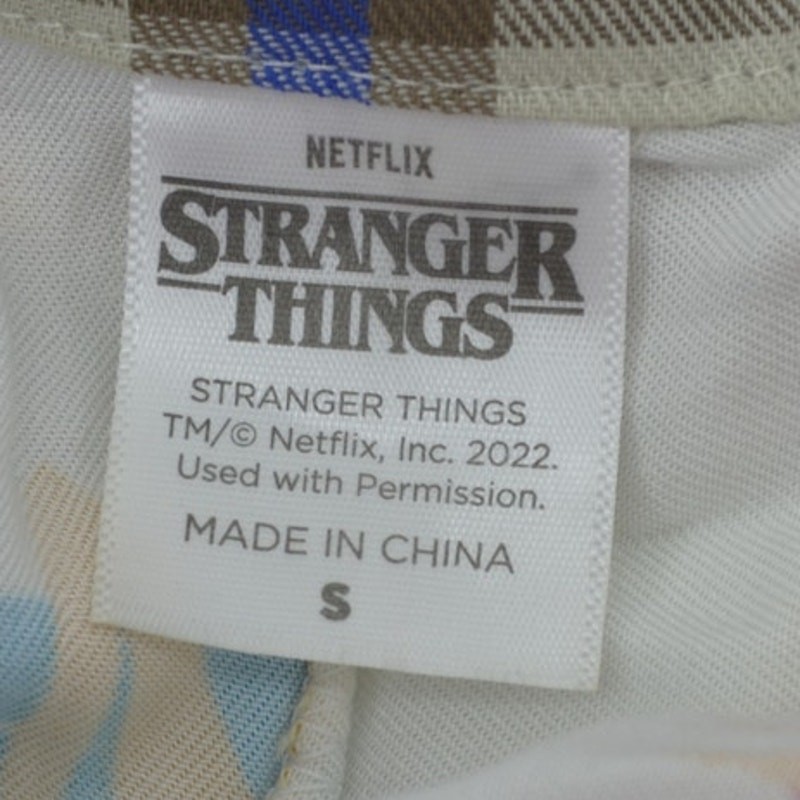 NETFLIX
STRANGER
THINGS
STRANGER THINGS
TM/© Netflix, Inc. 2022.
Used with Permission.
MADE IN CHINA
S